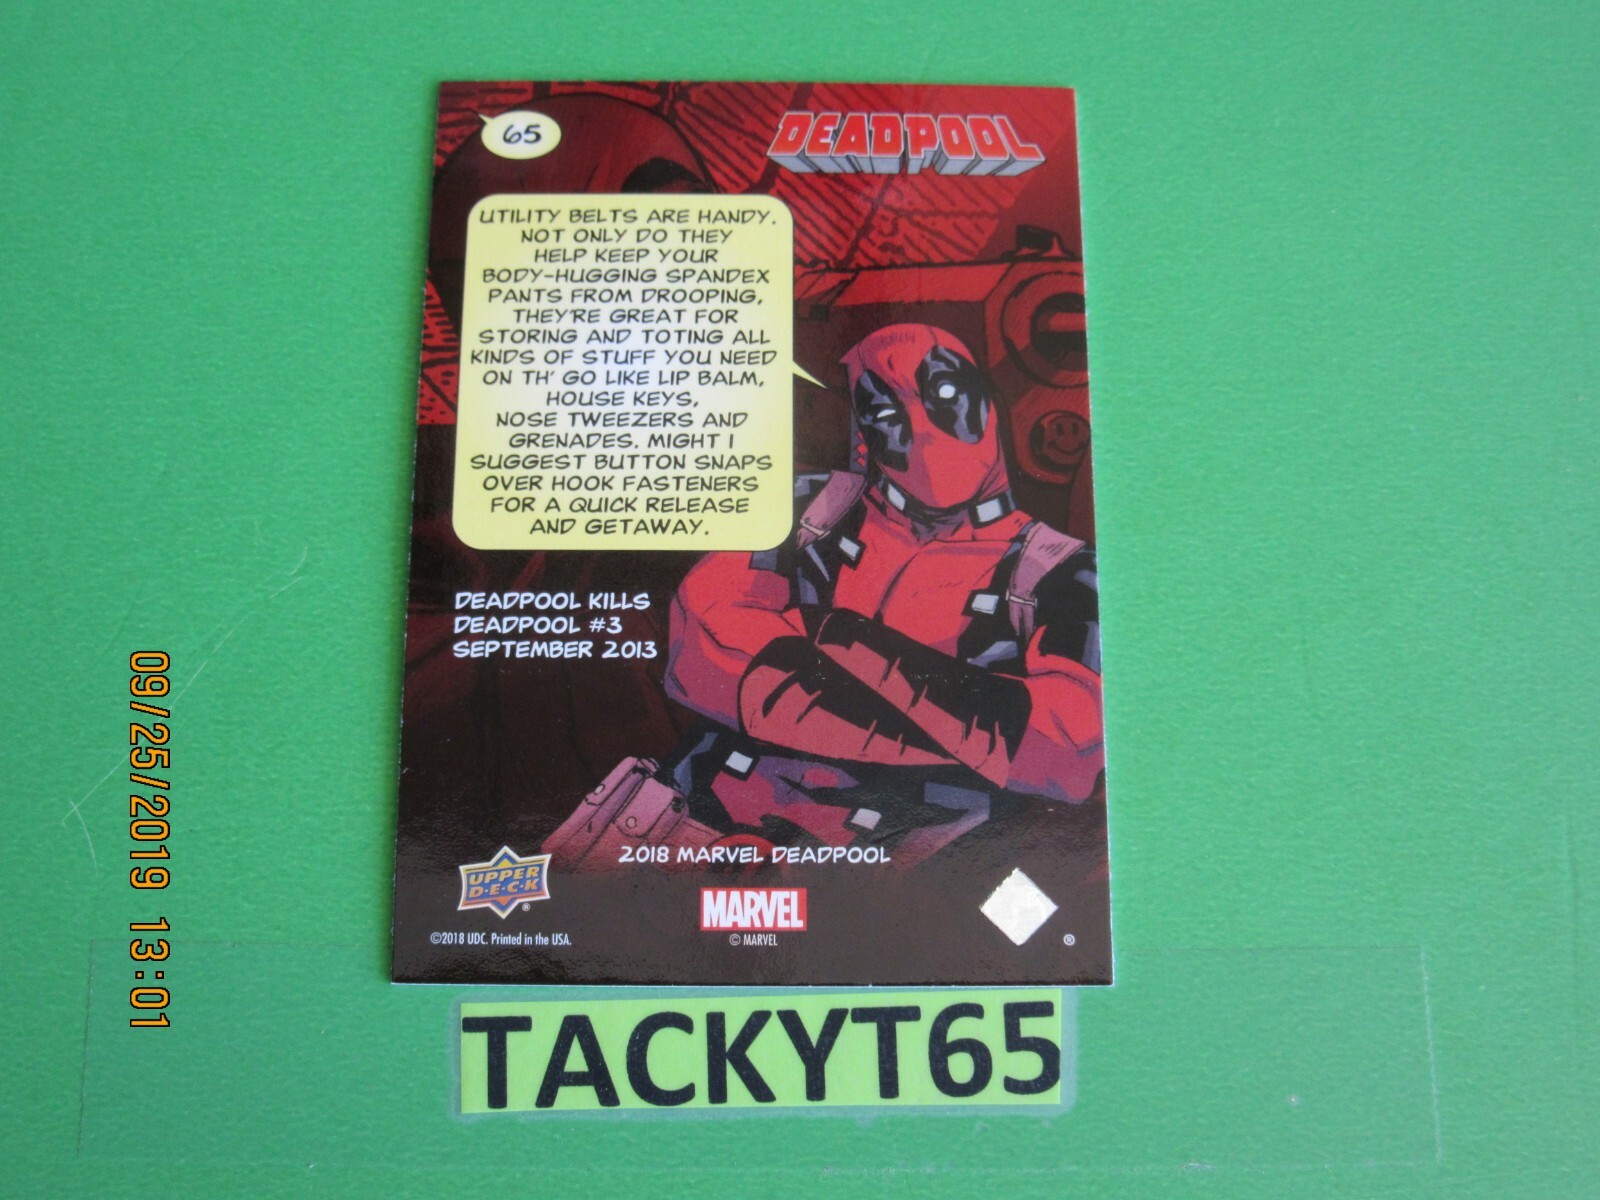 65
DEADPOOL
UTILITY BELTS ARE HANDY.
NOT ONLY DO THEY
HELP KEEP YOUR
BODY-HUGGING SPANDEX
PANTS FROM DROOPING,
THEY'RE GREAT FOR
STORING AND TOTING ALL
KINDS OF STUFF YOU NEED
ON TH' GO LIKE LIP BALM,
HOUSE KEYS,
NOSE TWEEZERS AND
GRENADES. MIGHT I
SUGGEST BUTTON SNAPS
OVER HOOK FASTENERS
FOR A QUICK RELEASE
AND GETAWAY.
DEADPOOL KILLS
DEADPOOL #3
SEPTEMBER 2013
2018 MARVEL DEADPOOL
UPPER
D•E•C•K
®
MARVEL
©2018 UDC. Printed in the USA.
© MARVEL
®
TACKYT65
09/25/2019 13:01